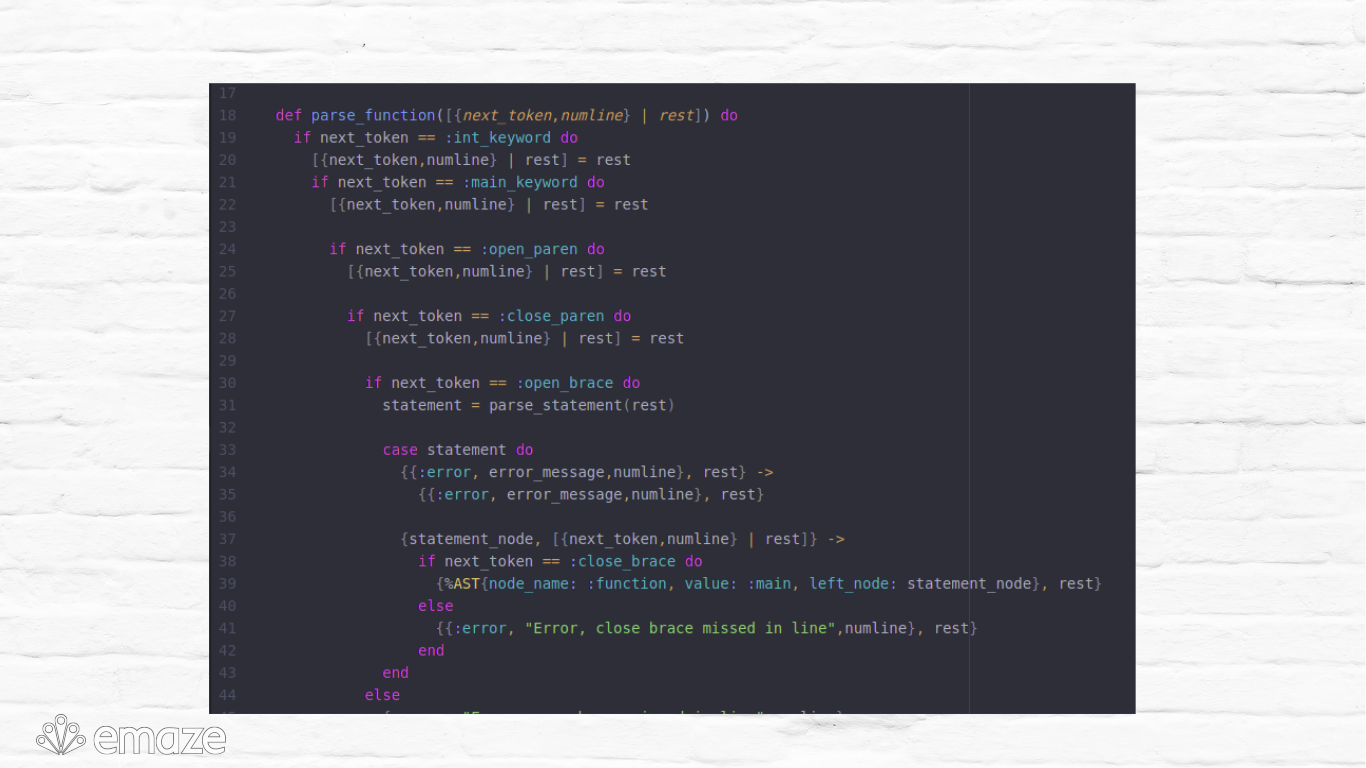 17
18 def parse_function([{next_token,numline} | rest]) do
19 if next_token == :int_keyword do
20 [{next_token,numline} | rest] = rest
21 if next_token == :main_keyword do
22 [{next_token,numline} | rest] = rest
23
24 if next_token == :open_paren do
25 [{next_token,numline} | rest] = rest
26
27 if next_token == :close_paren do
28 [{next_token,numline} | rest] = rest
29
30 if next_token == :open_brace do
31 statement = parse_statement(rest)
32
33 case statement do
34 {{:error, error_message,numline}, rest} ->
35 {{:error, error_message,numline}, rest}
36
37 {statement_node, [{next_token,numline} | rest]} ->
38 if next_token == :close_brace do
39 {%AST{node_name: :function, value: :main, left_node: statement_node}, rest}
40 else
41 {{:error, "Error, close brace missed in line",numline}, rest}
42 end
43 end
44 else
emaze